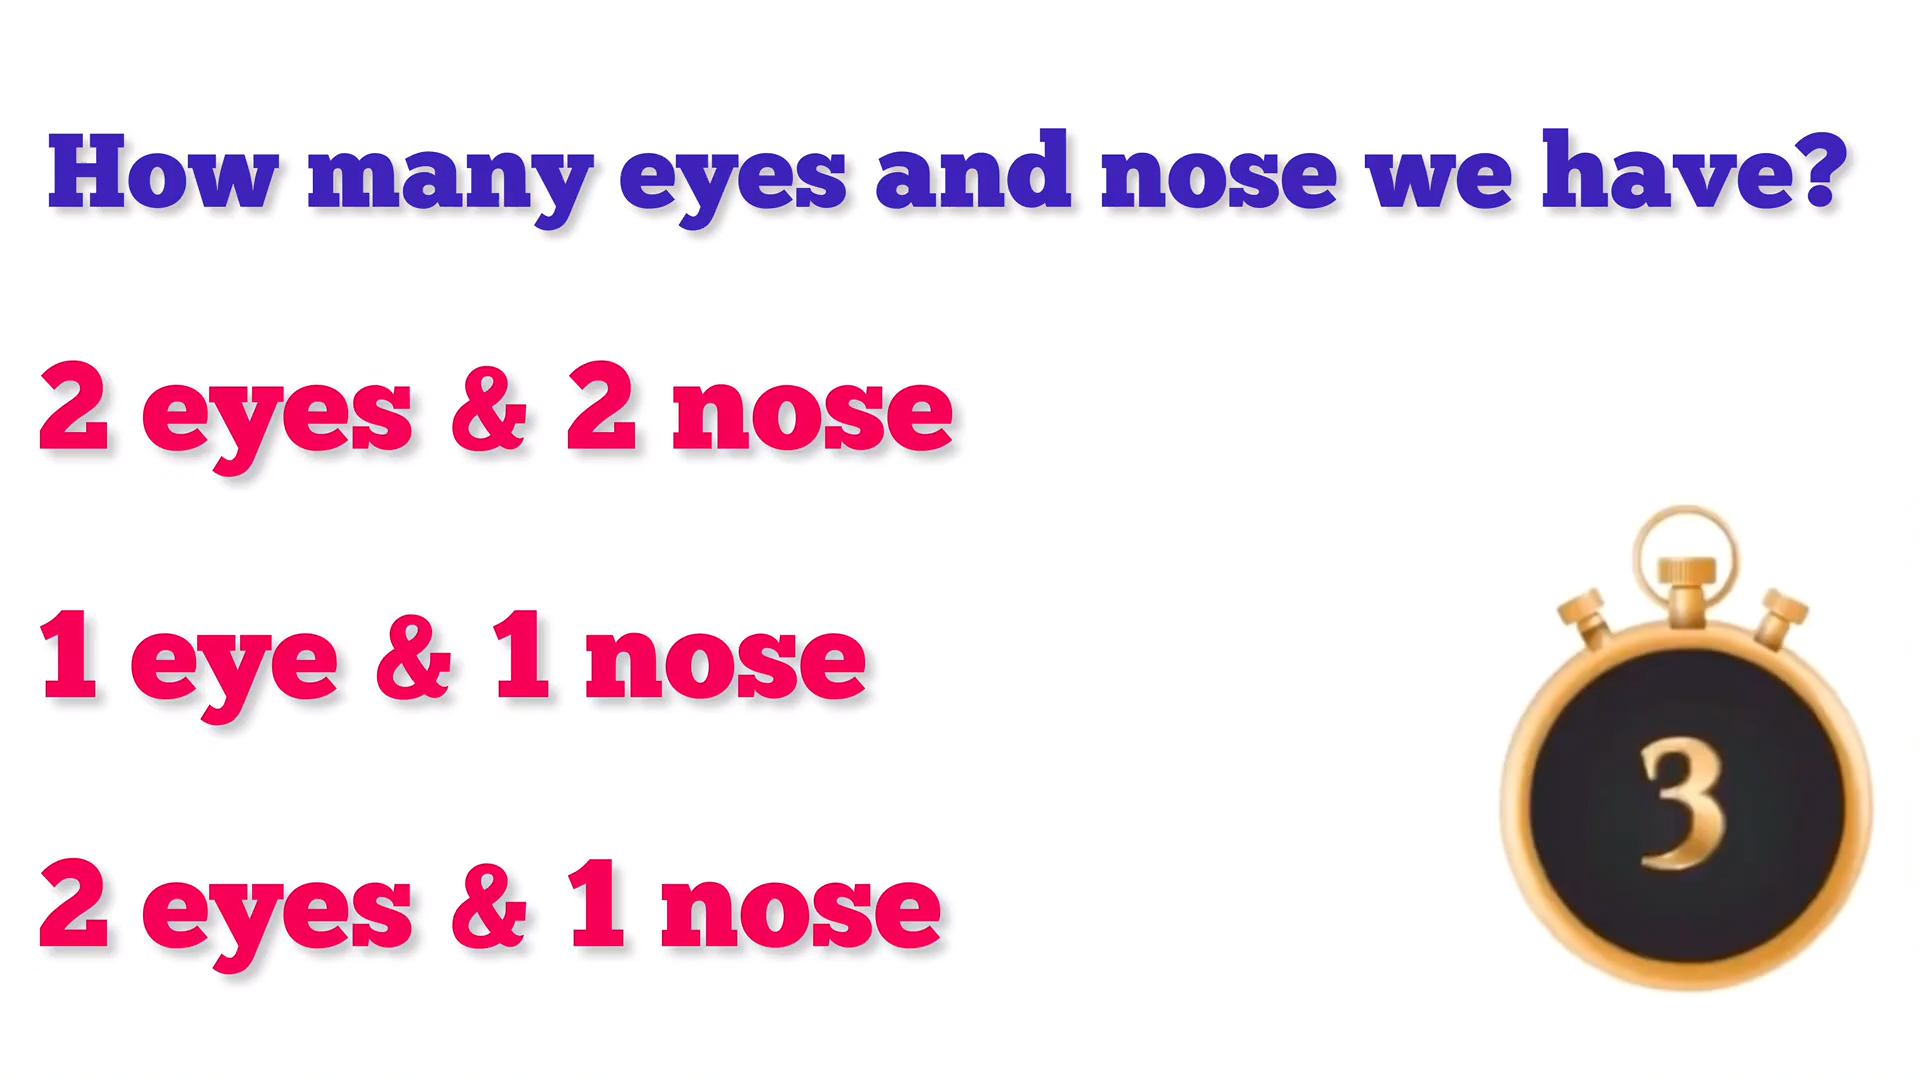 How many eyes and nose we have?
2 eyes & 2 nose
1 eye & 1 nose
2 eyes & 1 nose
3